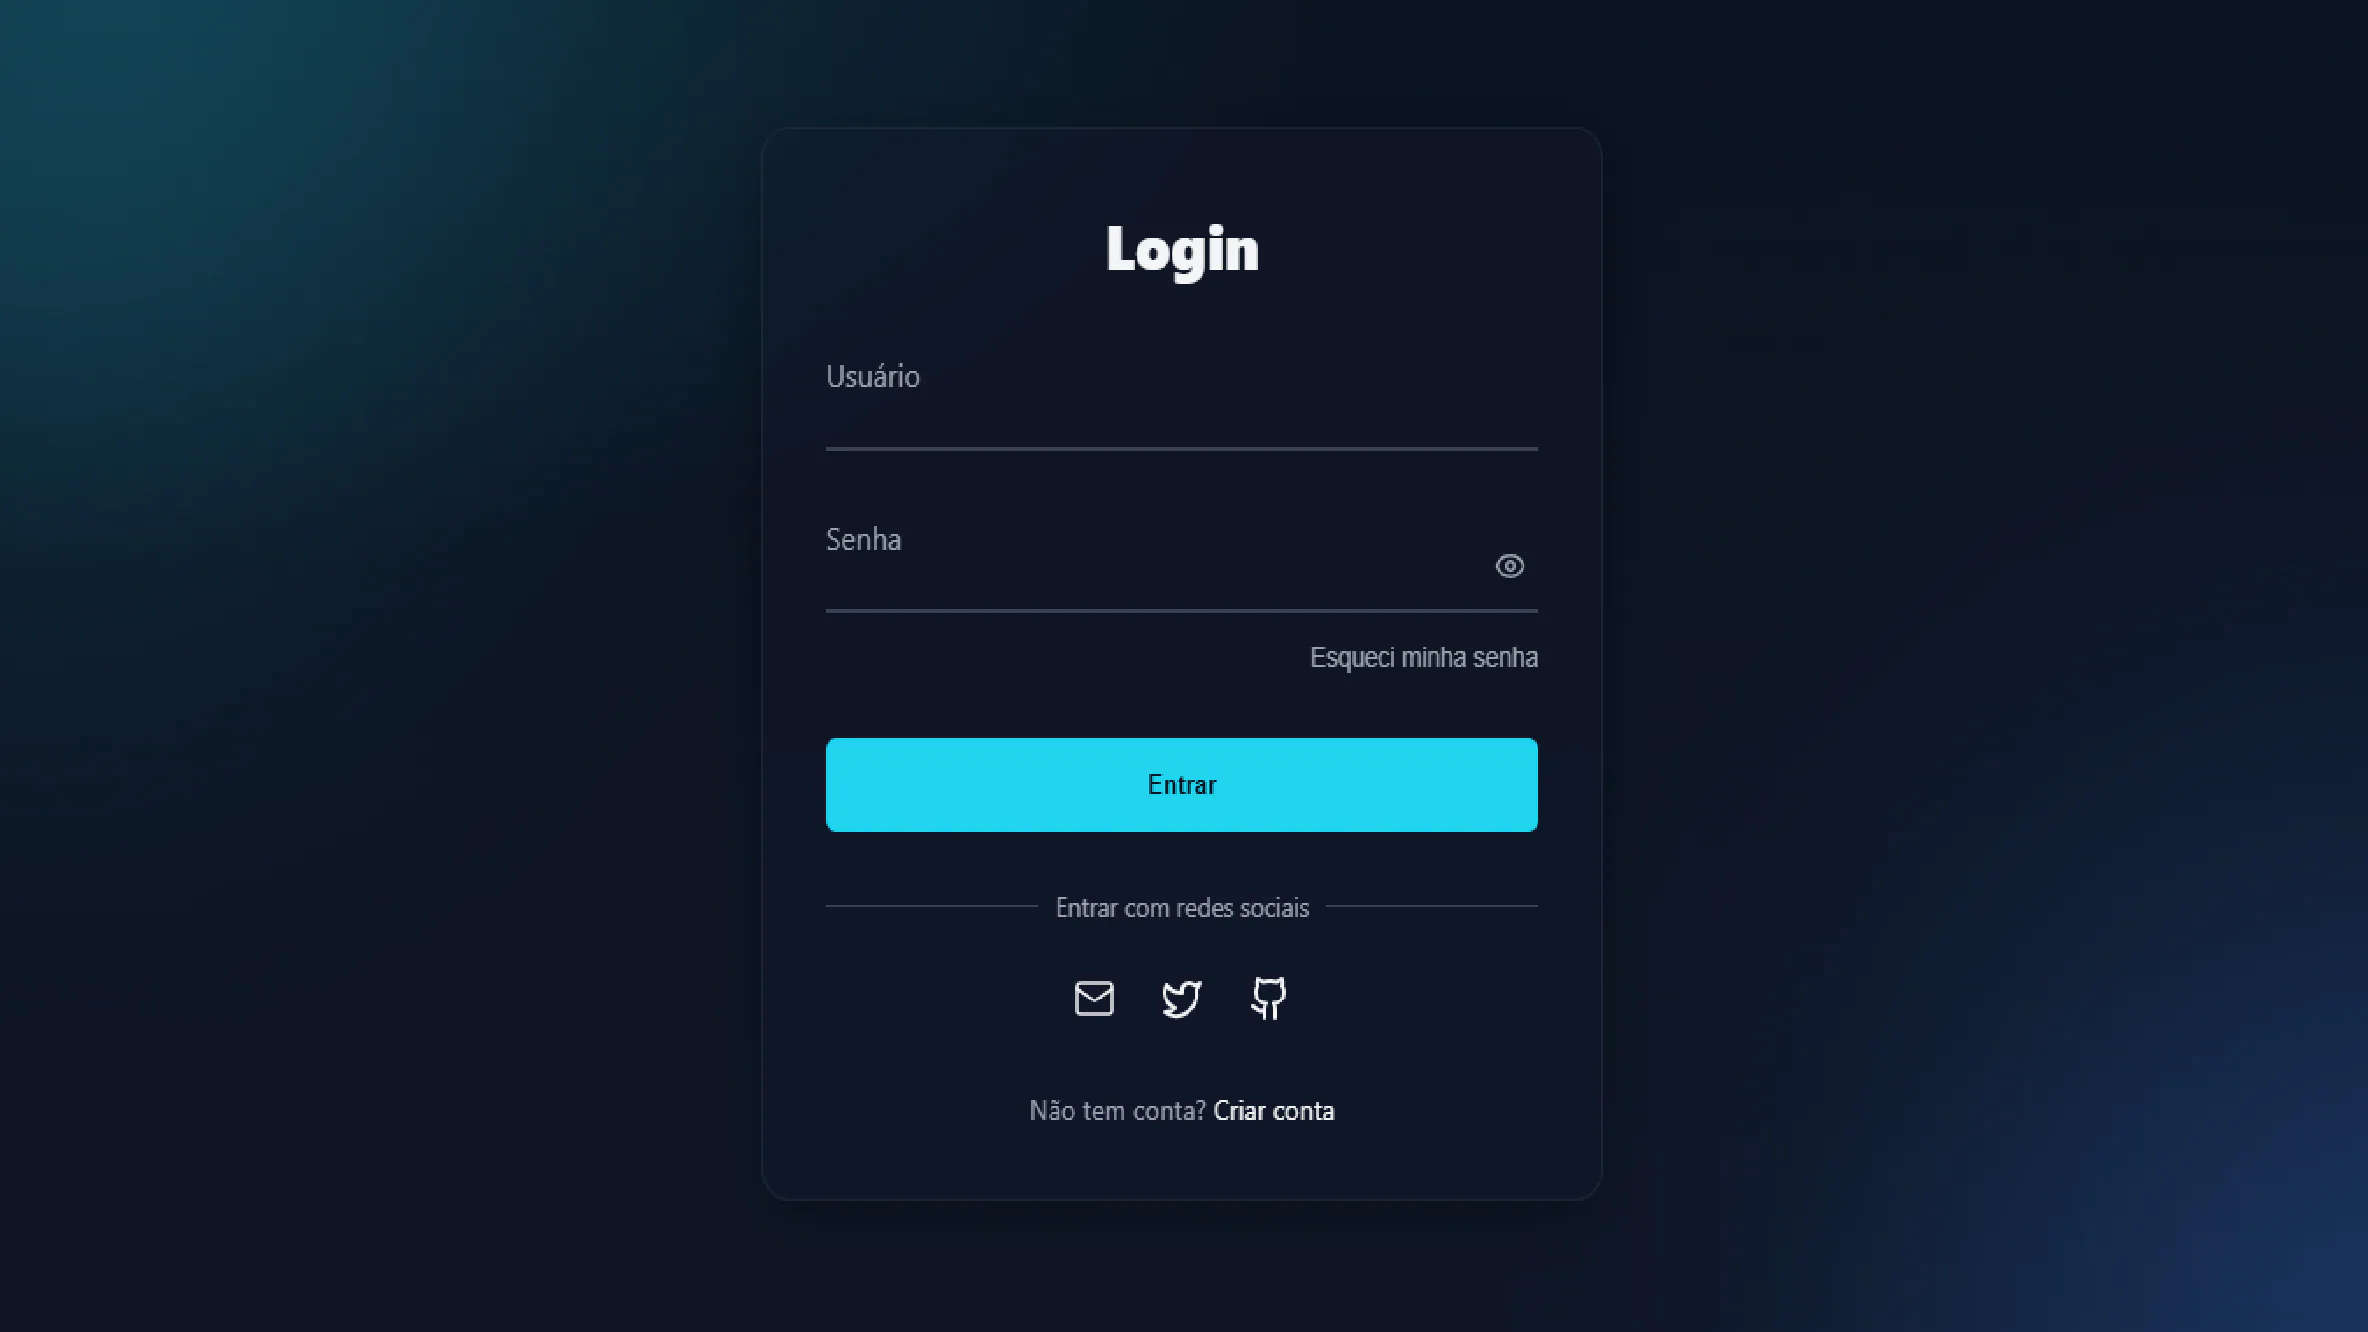 Login
Usuário
Senha
Esqueci minha senha
Entrar
Entrar com redes sociais
Não tem conta? Criar conta